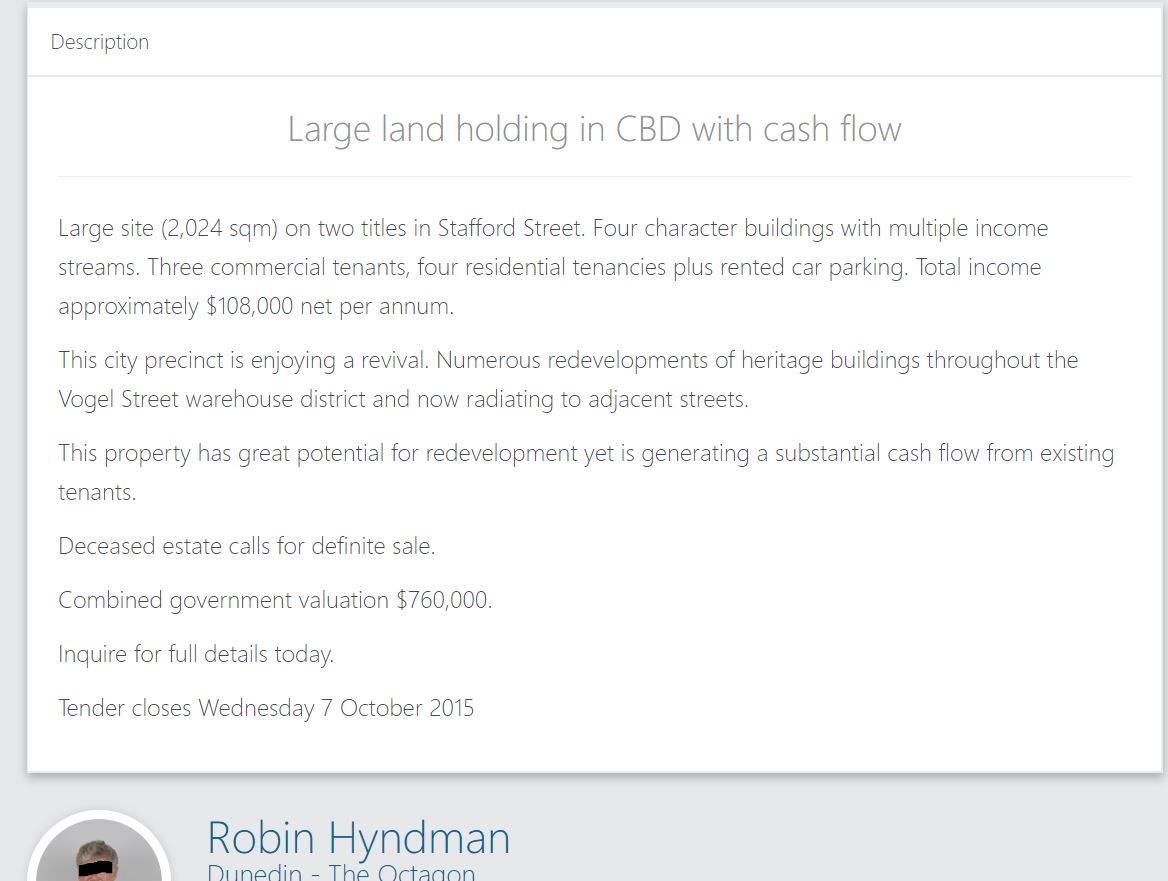 Description
Large land holding in CBD with cash flow
Large site (2,024 sqm) on two titles in Stafford Street. Four character buildings with multiple income
streams. Three commercial tenants, four residential tenancies plus rented car parking. Total income
approximately $108,000 net per annum.
This city precinct is enjoying a revival. Numerous redevelopments of heritage buildings throughout the
Vogel Street warehouse district and now radiating to adjacent streets.
This property has great potential for redevelopment yet is generating a substantial cash flow from existing
tenants.
Deceased estate calls for definite sale.
Combined government valuation $760,000.
Inquire for full details today.
Tender closes Wednesday 7 October 2015
Robin Hyndman
Dunedin - The Octagon